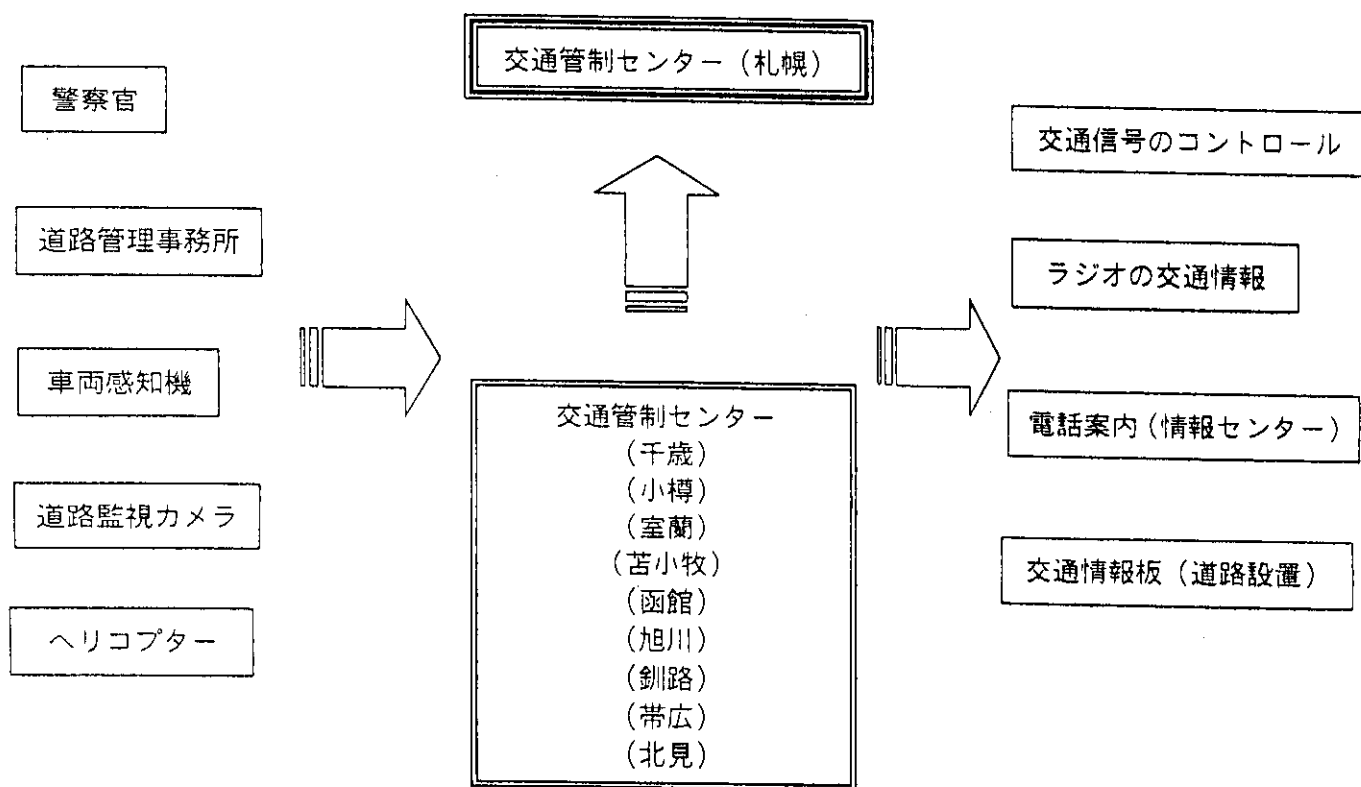 交通管制センター（札幌）
警察官
道路管理事務所
車両感知機
道路監視カメラ
ヘリコプター
交通管制センター
（千歳）
（小樽）
（室蘭）
（苫小牧）
（函館）
（旭川）
（釧路）
（帯広）
（北見）
交通信号のコントロール
ラジオの交通情報
電話案内（情報センター）
交通情報板（道路設置）